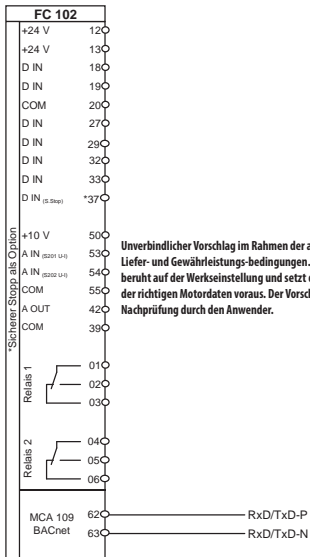 FC 102
+24 V 12
+24 V 13
D IN 18
D IN 19
COM 20
D IN 27
D IN 29
D IN 32
D IN 33
D IN (S.Stop) *37
*Sicherer Stopp als Option
+10 V 50
A IN (S201 U-I) 53
A IN (S202 U-I) 54
COM 55
A OUT 42
COM 39
Unverbindlicher Vorschlag im Rahmen der a
Liefer- und Gewährleistungs-bedingungen.
beruht auf der Werkseinstellung und setzt
der richtigen Motordaten voraus. Der Vorsc
Nachprüfung durch den Anwender.
Relais 1
01
02
03
Relais 2
04
05
06
MCA 109
BACnet
62 RxD/TxD-P
63 RxD/TxD-N